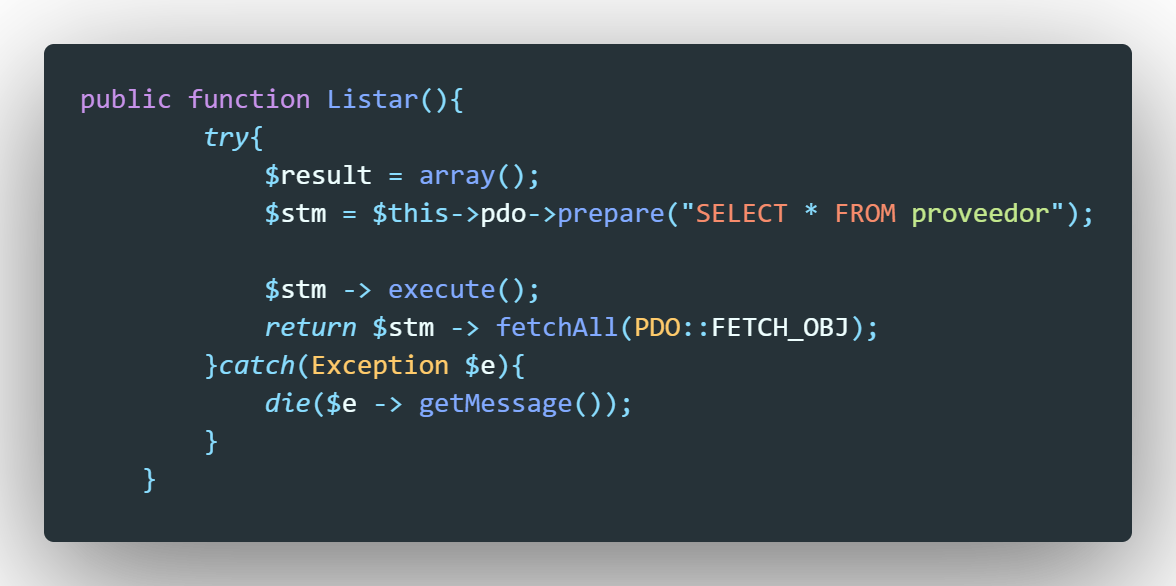 public function Listar(){
try{
$result = array();
$stm = $this->pdo->prepare("SELECT * FROM proveedor");
$stm -> execute();
return $stm -> fetchAll(PDO::FETCH_OBJ);
}catch(Exception $e){
die($e -> getMessage());
}
}